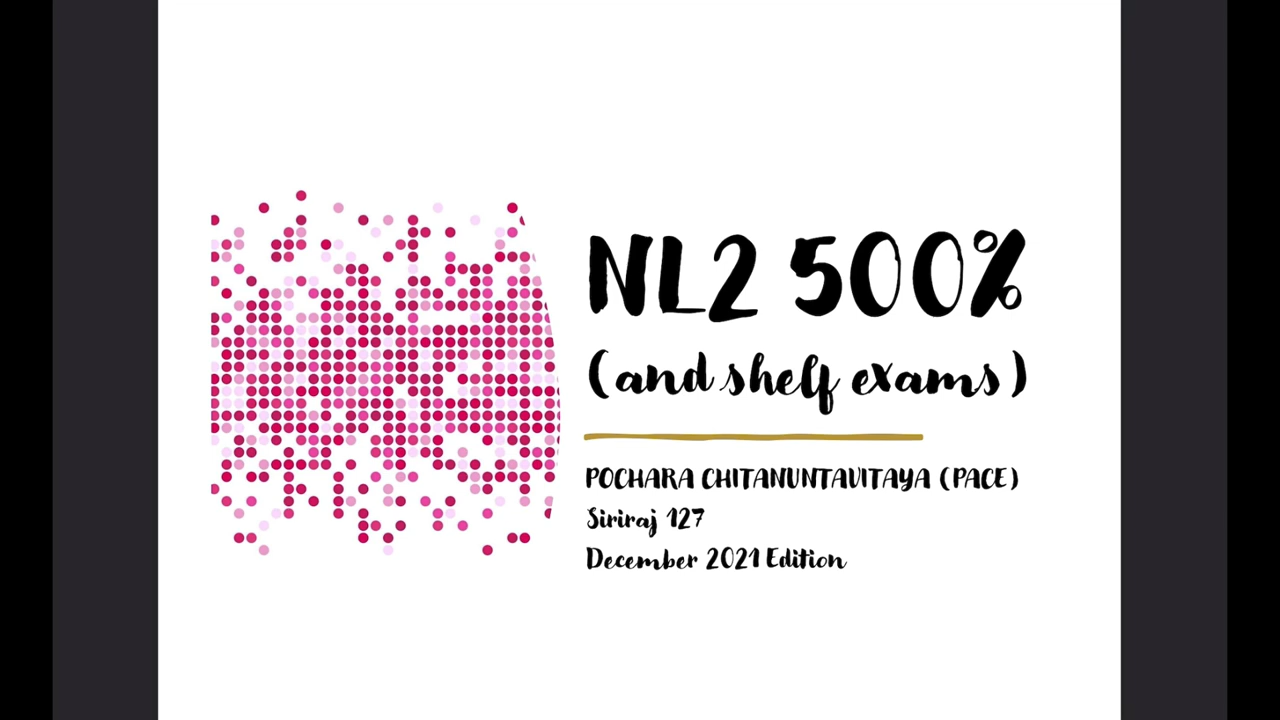 NL2 500%
(and shelf exams)
POCHARA CHITANUNTAVITAYA (PACE)
Siriraj 127
December 2021 Edition